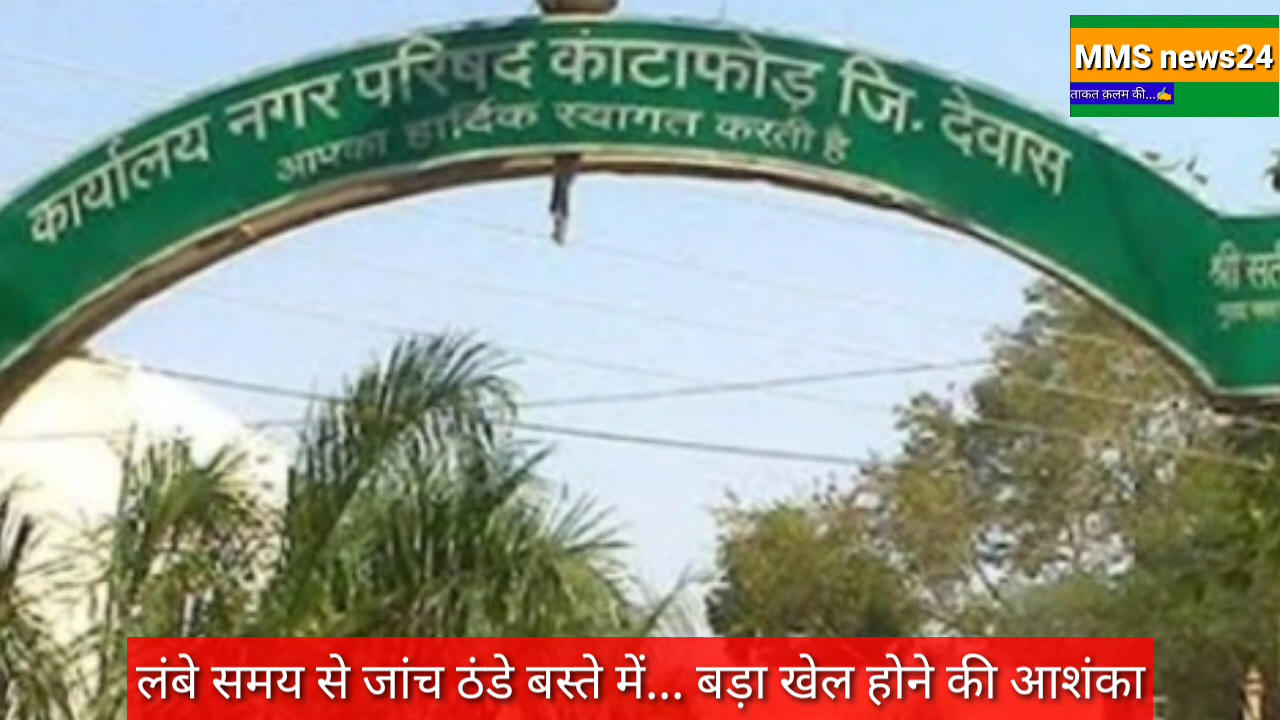 MMS news24
ताकत क़लम की...✍
कार्यालय नगर परिषद कांटाफोड़ जि. देवास
आपका हार्दिक स्वागत करती है
श्री
लंबे समय से जांच ठंडे बस्ते में... बड़ा खेल होने की आशंका